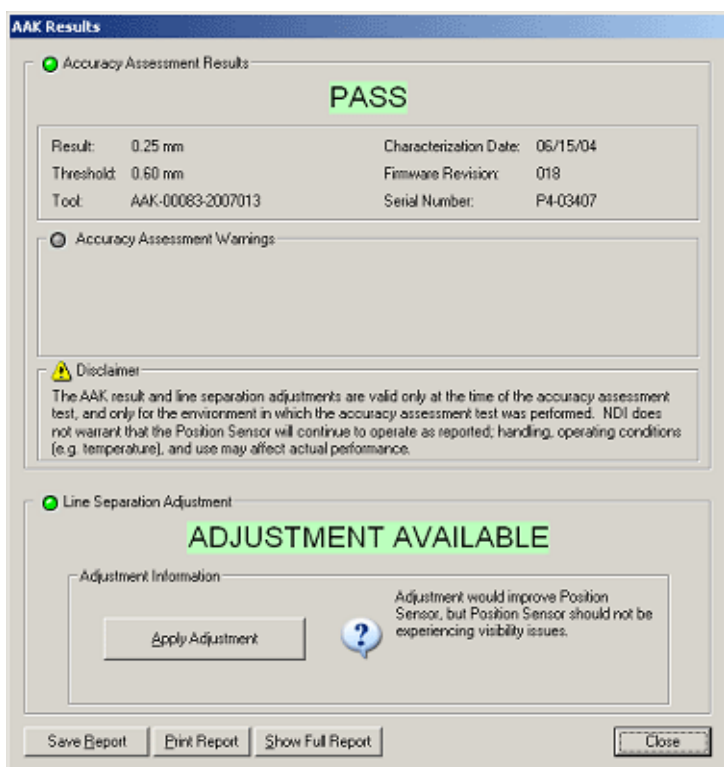 AAK Results
Accuracy Assessment Results
PASS
Result: 0.25 mm Characterization Date: 06/15/04
Threshold: 0.60 mm Firmware Revision: 018
Tool: AAK-00083-2007013 Serial Number: P4-03407
Accuracy Assessment Warnings
Disclaimer
The AAK result and line separation adjustments are valid only at the time of the accuracy assessment
test, and only for the environment in which the accuracy assessment test was performed. NDI does
not warrant that the Position Sensor will continue to operate as reported; handling, operating conditions
(e.g. temperature), and use may affect actual performance.
Line Separation Adjustment
ADJUSTMENT AVAILABLE
Adjustment Information
Apply Adjustment
Adjustment would improve Position
Sensor, but Position Sensor should not be
experiencing visibility issues.
Save Report Print Report Show Full Report Close